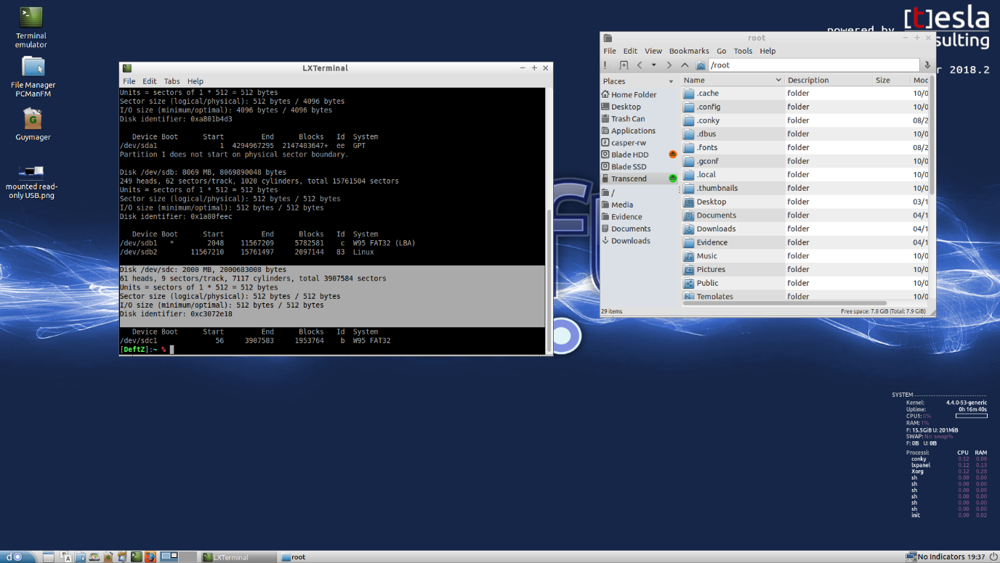 Terminal
emulator
File Manager
PCManFM
Guymager
mounted read-
only USB.png
LXTerminal
File Edit Tabs Help
Units = sectors of 1 * 512 = 512 bytes
Sector size (logical/physical): 512 bytes / 4096 bytes
I/O size (minimum/optimal): 4096 bytes / 4096 bytes
Disk identifier: 0xa801b4d3
Device Boot Start End Blocks Id System
/dev/sda1 1 4294967295 2147483647+ ee GPT
Partition 1 does not start on physical sector boundary.
Disk /dev/sdb: 8069 MB, 8069890048 bytes
249 heads, 62 sectors/track, 1020 cylinders, total 15761504 sectors
Units = sectors of 1 * 512 = 512 bytes
Sector size (logical/physical): 512 bytes / 512 bytes
I/O size (minimum/optimal): 512 bytes / 512 bytes
Disk identifier: 0x1a80feec
Device Boot Start End Blocks Id System
/dev/sdb1 * 2048 11567209 5782581 c W95 FAT32 (LBA)
/dev/sdb2 11567210 15761497 2097144 83 Linux
Disk /dev/sdc: 2000 MB, 2000683008 bytes
61 heads, 9 sectors/track, 7117 cylinders, total 3907584 sectors
Units = sectors of 1 * 512 = 512 bytes
Sector size (logical/physical): 512 bytes / 512 bytes
I/O size (minimum/optimal): 512 bytes / 512 bytes
Disk identifier: 0xc3072e18
Device Boot Start End Blocks Id System
/dev/sdc1 56 3907583 1953764 b W95 FAT32
[DeftZ]:~ %
[t]esla
powered by
sulting
r 2018.2
root
File Edit View Bookmarks Go Tools Help
/root
Places
Home Folder
Desktop
Trash Can
Applications
casper-rw
Blade HDD
Blade SSD
Transcend
/
Media
Evidence
Documents
Downloads
Name Description Size Mod
.cache folder 10/0
.config folder 10/0
.conky folder 08/2
.dbus folder 10/0
.fonts folder 08/2
.gconf folder 10/0
.local folder 10/0
.thumbnails folder 10/0
Desktop folder 03/1
Documents folder 04/1
Downloads folder 04/1
Evidence folder 04/1
Music folder 10/0
Pictures folder 10/0
Public folder 10/0
Templates folder 10/0
29 items Free space: 7.8 GiB (Total: 7.9 GiB)
SYSTEM
Kernel: 4.4.0-53-generic
Uptime: 0h 16m 40s
CPU1: 0%
RAM: 1%
F: 15.5GiB U: 201MiB
SWAP: No swap%
F: 0B U: 0B
Processi: CPU RAM
conky 0.12 0.08
lxpanel 0.12 0.13
Xorg 0.12 0.28
sh 0.00 0.00
sh 0.00 0.00
sh 0.00 0.00
sh 0.00 0.00
sh 0.00 0.00
sh 0.00 0.00
init 0.00 0.02
LXTerminal
root
No Indicators 19:37